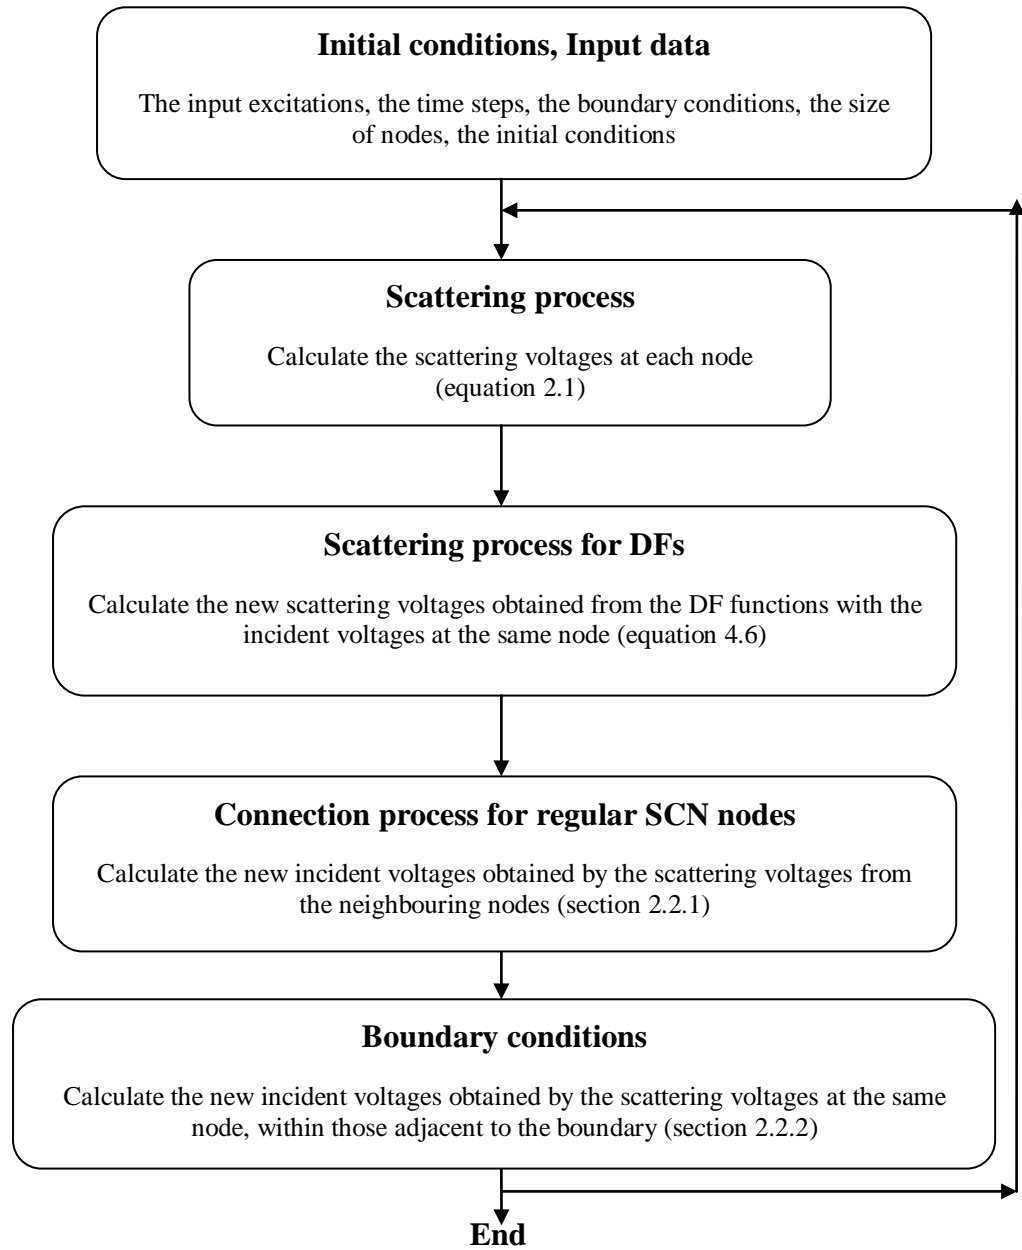 Initial conditions, Input data
The input excitations, the time steps, the boundary conditions, the size
of nodes, the initial conditions
Scattering process
Calculate the scattering voltages at each node
(equation 2.1)
Scattering process for DFs
Calculate the new scattering voltages obtained from the DF functions with the
incident voltages at the same node (equation 4.6)
Connection process for regular SCN nodes
Calculate the new incident voltages obtained by the scattering voltages from
the neighbouring nodes (section 2.2.1)
Boundary conditions
Calculate the new incident voltages obtained by the scattering voltages at the same
node, within those adjacent to the boundary (section 2.2.2)
End